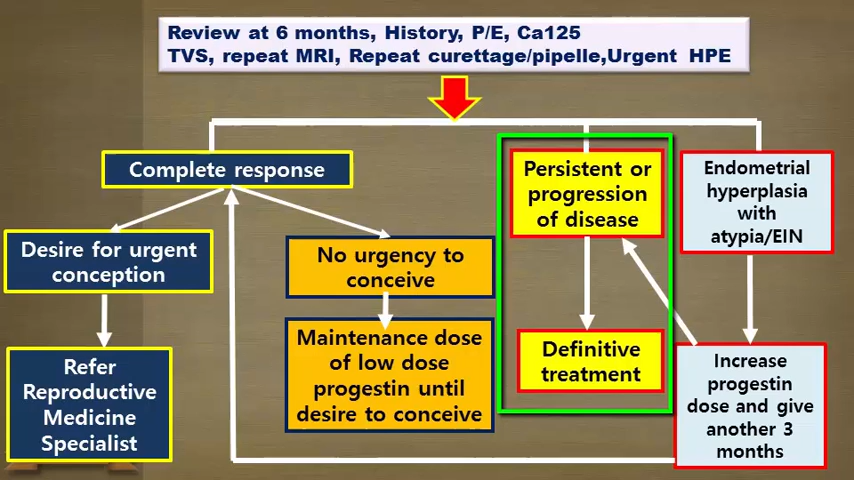 Review at 6 months, History, P/E, Ca125
TVS, repeat MRI, Repeat curettage/pipelle,Urgent HPE
Complete response
Desire for urgent
conception
Refer
Reproductive
Medicine
Specialist
No urgency to
conceive
Maintenance dose
of low dose
progestin until
desire to conceive
Persistent or
progression
of disease
Definitive
treatment
Endometrial
hyperplasia
with
atypia/EIN
Increase
progestin
dose and give
another 3
months